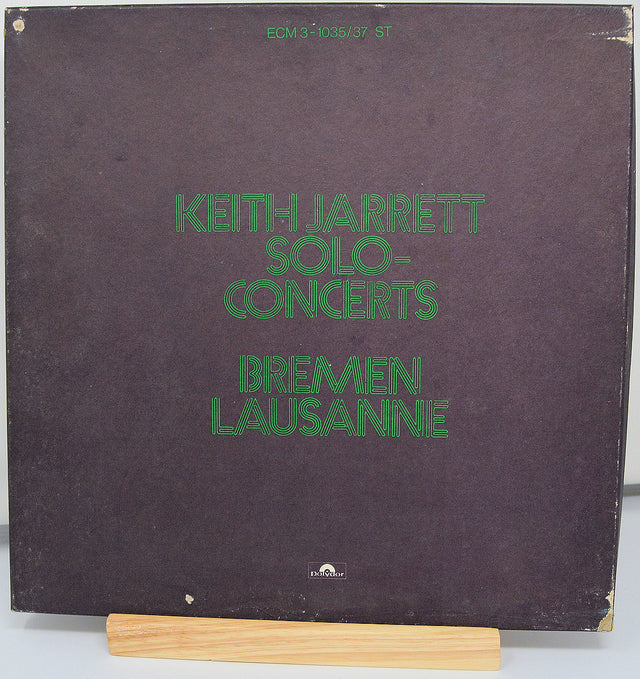 ECM 3-1035/37 ST
KEITH JARRETT
SOLO-
CONCERTS
BREMEN
LAUSANNE
Polydor